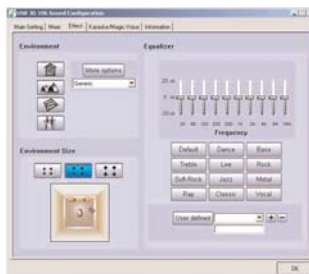 USB 3D 106 Sound Configuration
Main Setting
Mixer
Effect
Karaoke/Magic Voice
Information
Environment
More options
Generic
Environment Size
Equalizer
Frequency
Default
Dance
Bass
Treble
Live
Rock
Soft Rock
Jazz
Metal
Rap
Classic
Vocal
User defined
+
OK